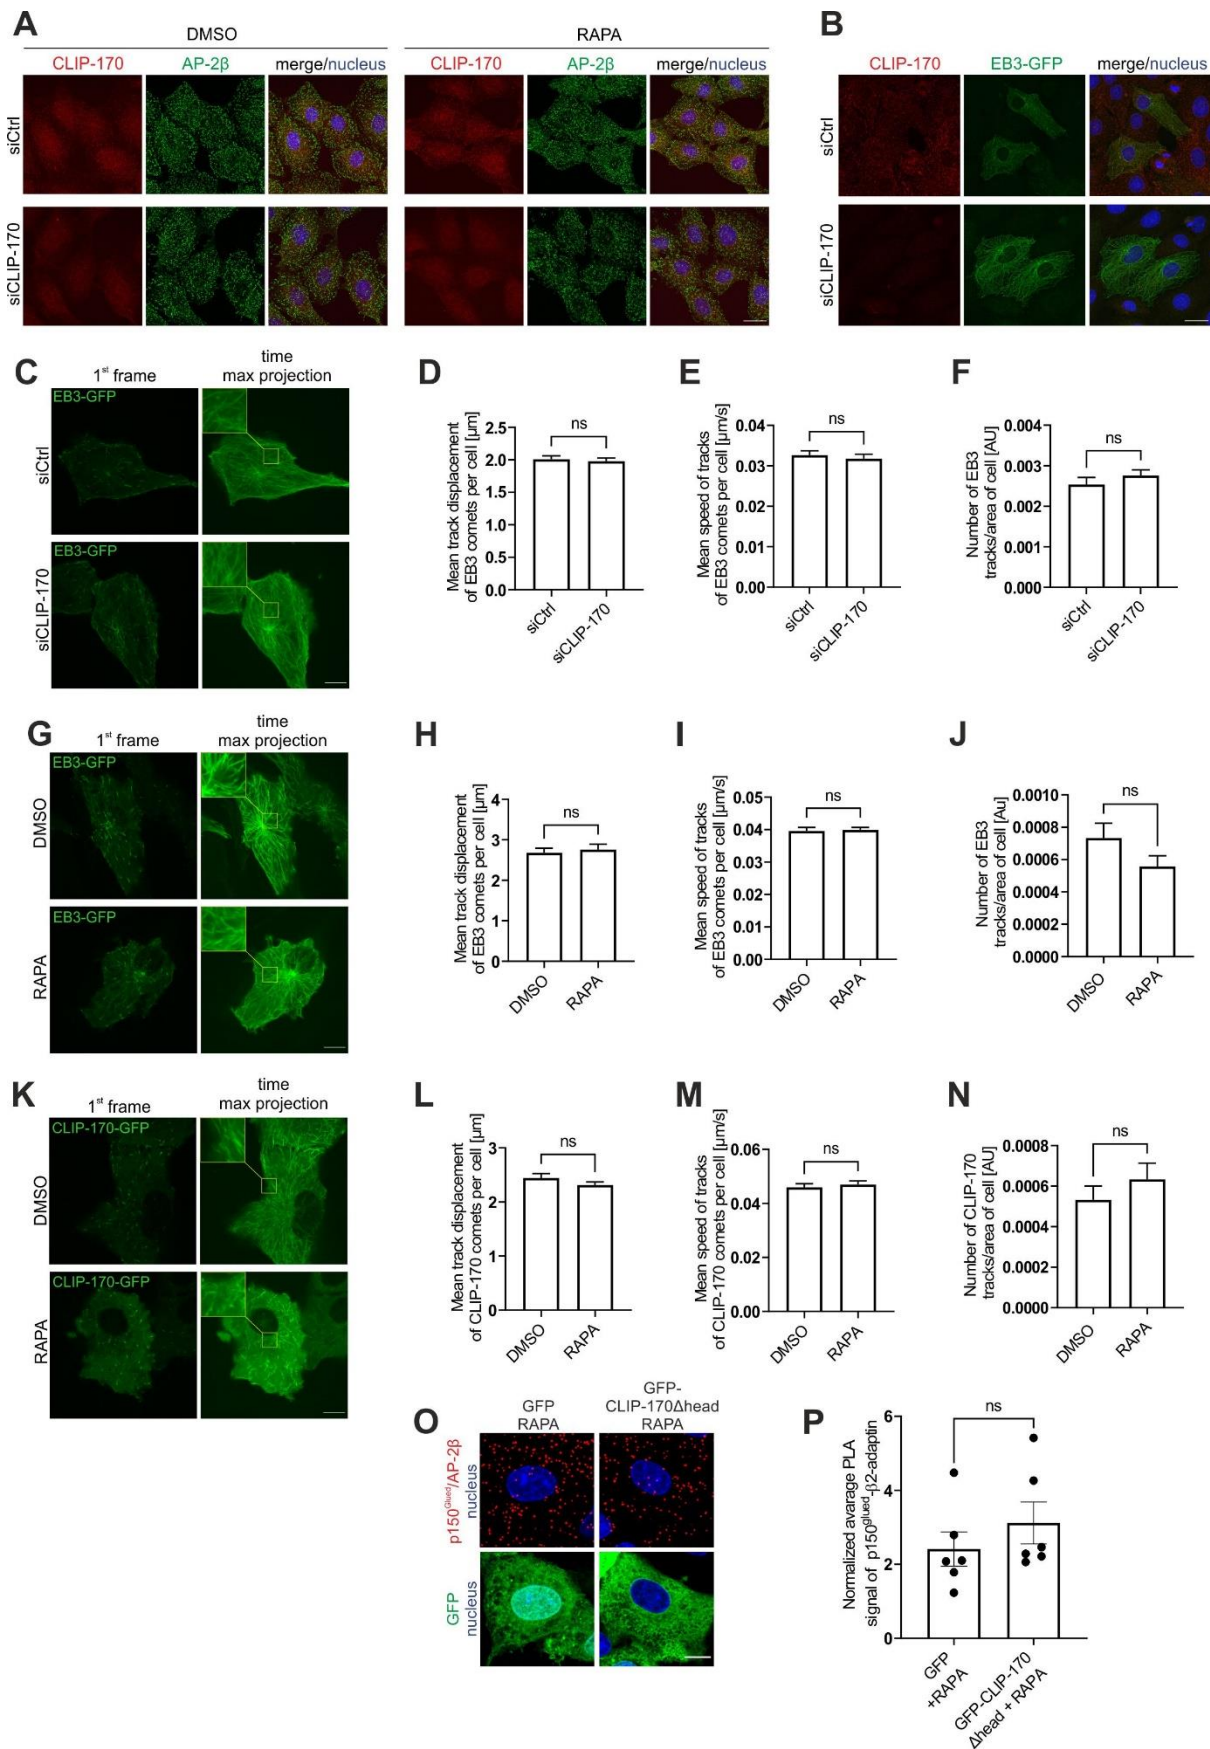 A
DMSO
RAPA
CLIP-170
AP-2β
merge/nucleus
CLIP-170
AP-2β
merge/nucleus
siCtrl
siCLIP-170
B
CLIP-170
EB3-GFP
merge/nucleus
siCtrl
siCLIP-170
C
1st frame
time
max projection
EB3-GFP
siCtrl
EB3-GFP
siCLIP-170
D
Mean track displacement
of EB3 comets per cell [µm]
2.5
2.0
1.5
1.0
0.5
0.0
ns
siCtrl
siCLIP-170
E
Mean speed of tracks
of EB3 comets per cell [µm/s]
0.04
0.03
0.02
0.01
0.00
ns
siCtrl
siCLIP-170
F
Number of EB3
tracks/area of cell [AU]
0.004
0.003
0.002
0.001
0.000
ns
siCtrl
siCLIP-170
G
1st frame
time
max projection
EB3-GFP
DMSO
EB3-GFP
RAPA
H
Mean track displacement
of EB3 comets per cell [µm]
4
3
2
1
0
ns
DMSO
RAPA
I
Mean speed of tracks
of EB3 comets per cell [µm/s]
0.05
0.04
0.03
0.02
0.01
0.00
ns
DMSO
RAPA
J
Number of EB3
tracks/area of cell [Au]
0.0010
0.0008
0.0006
0.0004
0.0002
0.0000
ns
DMSO
RAPA
K
1st frame
time
max projection
CLIP-170-GFP
DMSO
CLIP-170-GFP
RAPA
L
Mean track displacement
of CLIP-170 comets per cell [µm]
3
2
1
0
ns
DMSO
RAPA
M
Mean speed of tracks
of CLIP-170 comets per cell [µm/s]
0.06
0.04
0.02
0.00
ns
DMSO
RAPA
N
Number of CLIP-170
tracks/area of cell [AU]
0.0008
0.0006
0.0004
0.0002
0.0000
ns
DMSO
RAPA
O
GFP
RAPA
GFP-
CLIP-170Δhead
RAPA
p150Glued/AP-2β
nucleus
GFP
nucleus
P
Normalized avarage PLA
signal of p150glued-β2-adaptin
6
4
2
0
ns
GFP
+RAPA
GFP-CLIP-170
Δhead + RAPA